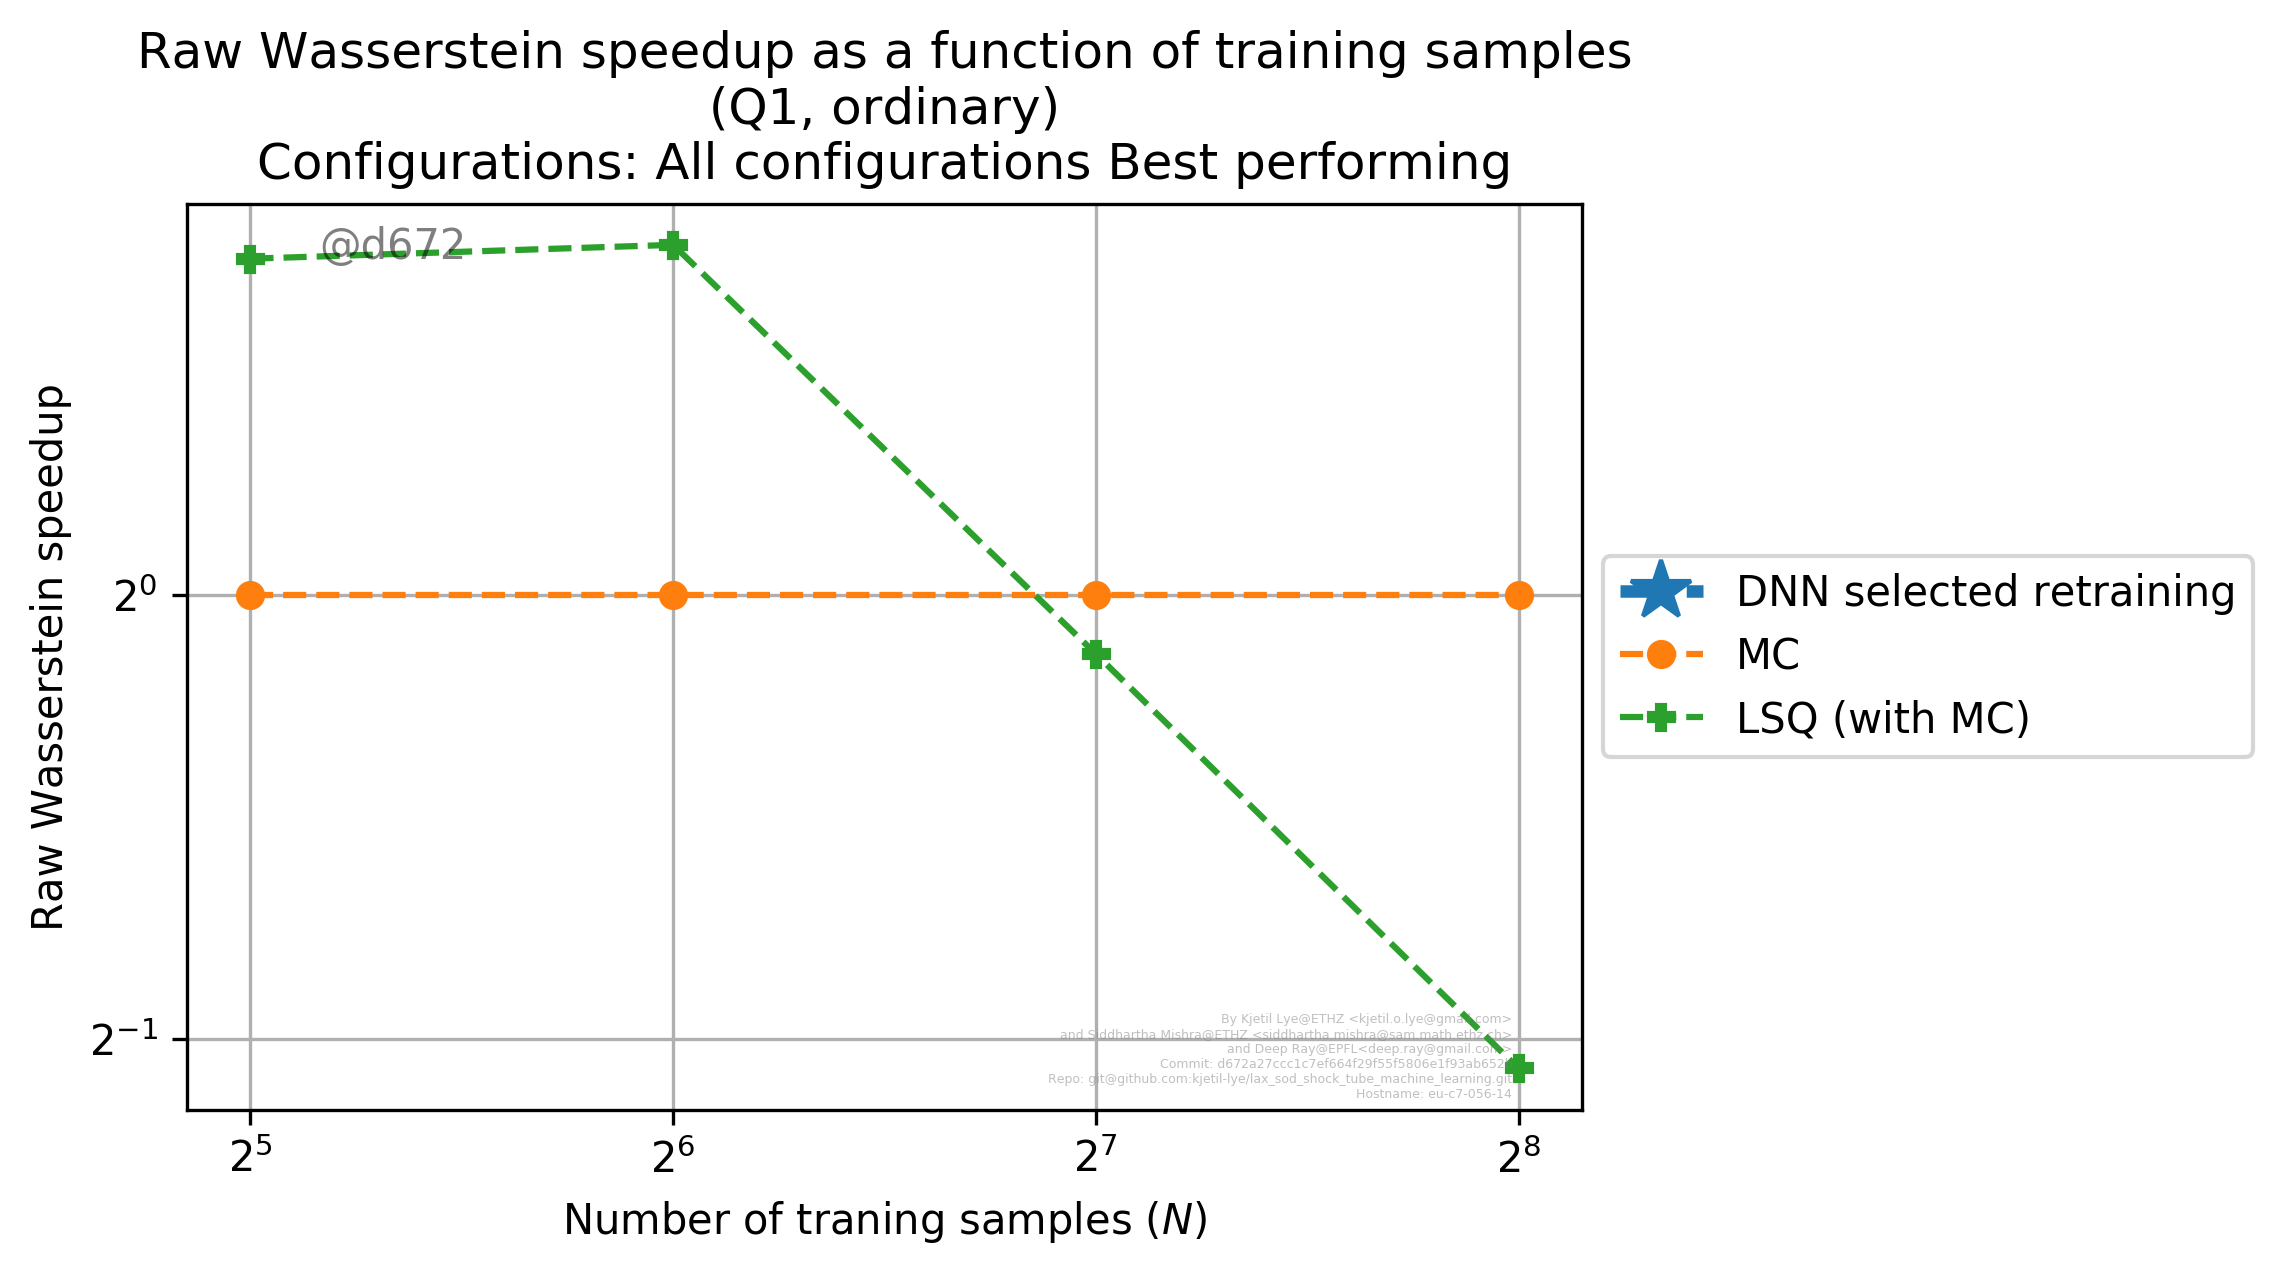 Raw Wasserstein speedup as a function of training samples
(Q1, ordinary)
Configurations: All configurations Best performing
@d672
Raw Wasserstein speedup
2⁰
2⁻¹
DNN selected retraining
MC
LSQ (with MC)
By Kjetil Lye@ETHZ <kjetil.o.lye@gmail.com>
and Siddhartha Mishra@ETHZ <siddhartha.mishra@sam.math.ethz.ch>
and Deep Ray@EPFL<deep.ray@gmail.com>
Commit:
Repo: git@github.com:kjetil-lye/lax_sod_shock_tube_machine_learning.git
Hostname: eu-c7-056-14
2⁵ 2⁶ 2⁷ 2⁸
Number of traning samples (N)